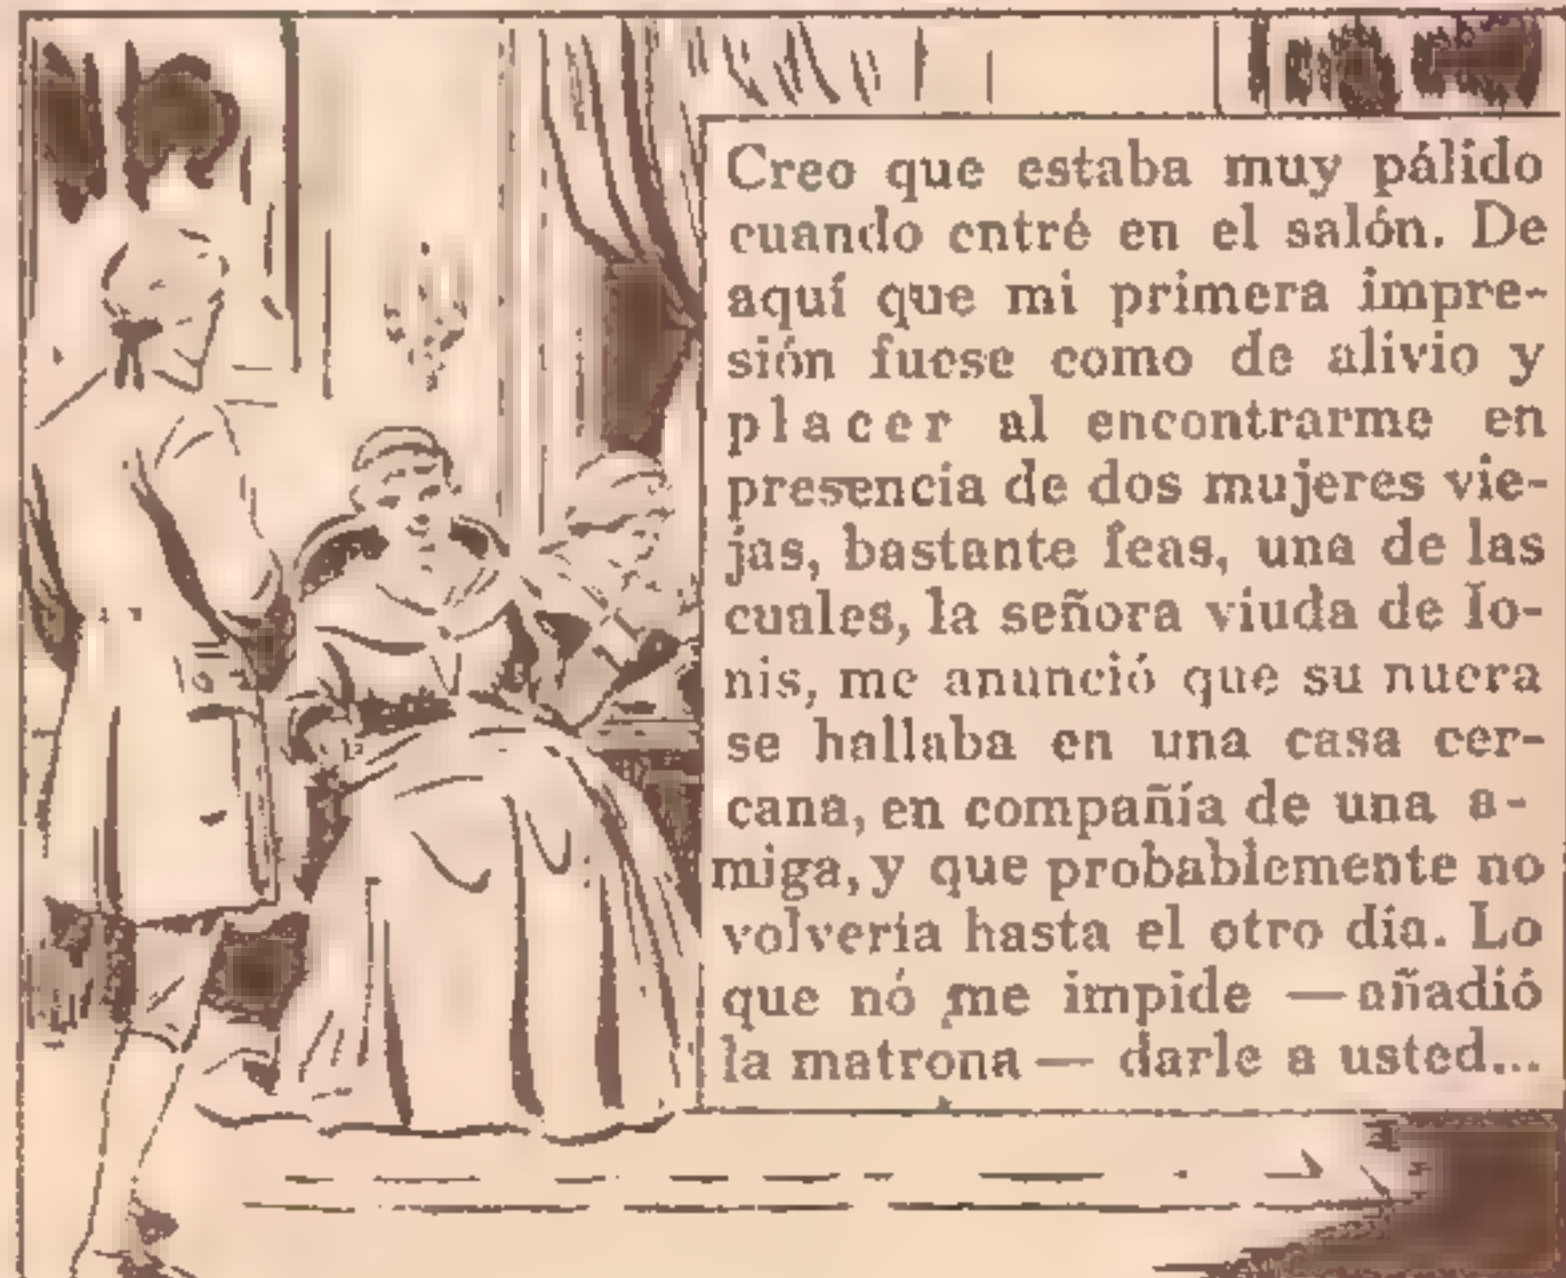 Creo que estaba muy pálido
cuando entré en el salón. De
aquí que mi primera impre-
sión fuese como de alivio y
placer al encontrarme en
presencia de dos mujeres vie-
jas, bastante feas, una de las
cuales, la señora viuda de Io-
nis, me anunció que su nuera
se hallaba en una casa cer-
cana, en compañía de una a-
miga, y que probablemente no
volvería hasta el otro día. Lo
que nó me impide —añadió
la matrona— darle a usted...